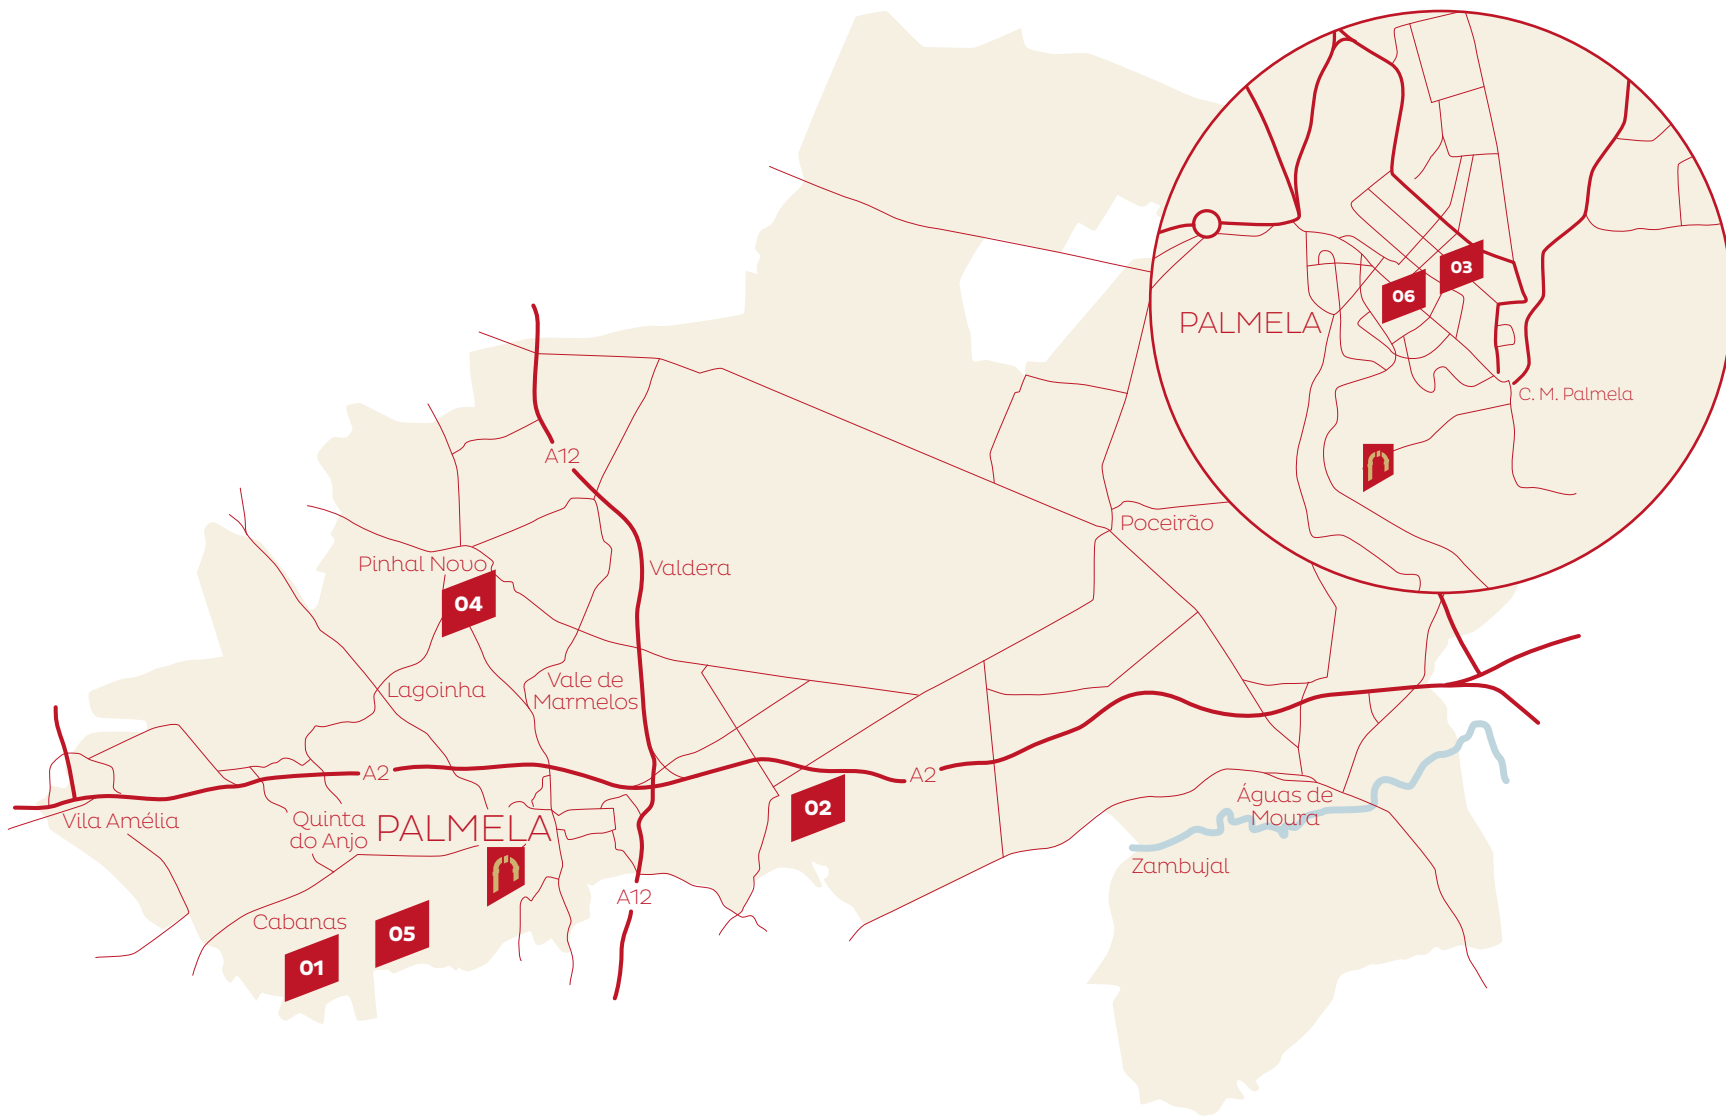 03
06
PALMELA
C. M. Palmela
A12
Poceirão
Pinhal Novo
Valdera
04
Lagoinha
Vale de
Marmelos
A2
A2
Vila Amélia
Quinta
do Anjo
PALMELA
02
Águas de
Moura
Zambujal
A12
Cabanas
05
01